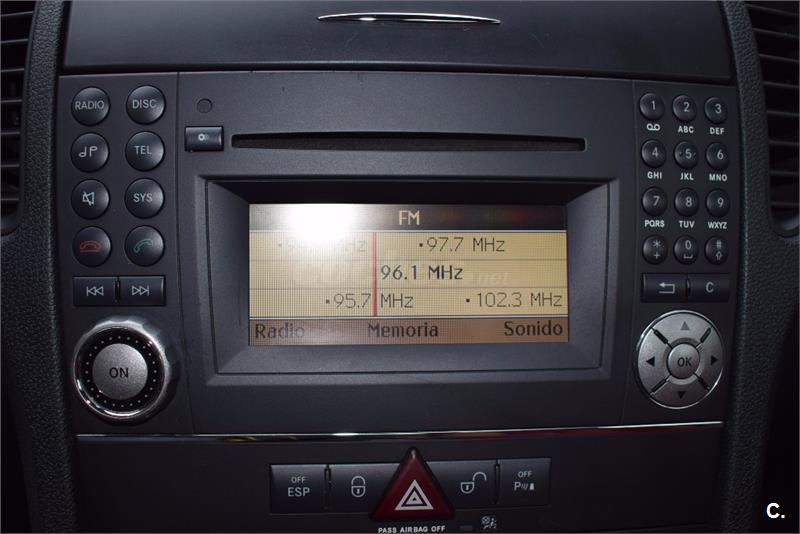 RADIO DISC
TEL
SYS
ON
FM
97.7 MHz
MHz
96.1 MHz
95.7 MHz
102.3 MHz
Radio Memoria Sonido
1 2 3
ABC DEF
4 5 6
GHI JKL MNO
7 8 9
PQRS TUV WXYZ
* 0 #
+
C
OK
OFF
ESP
OFF
P
PASS AIRBAG OFF
C.